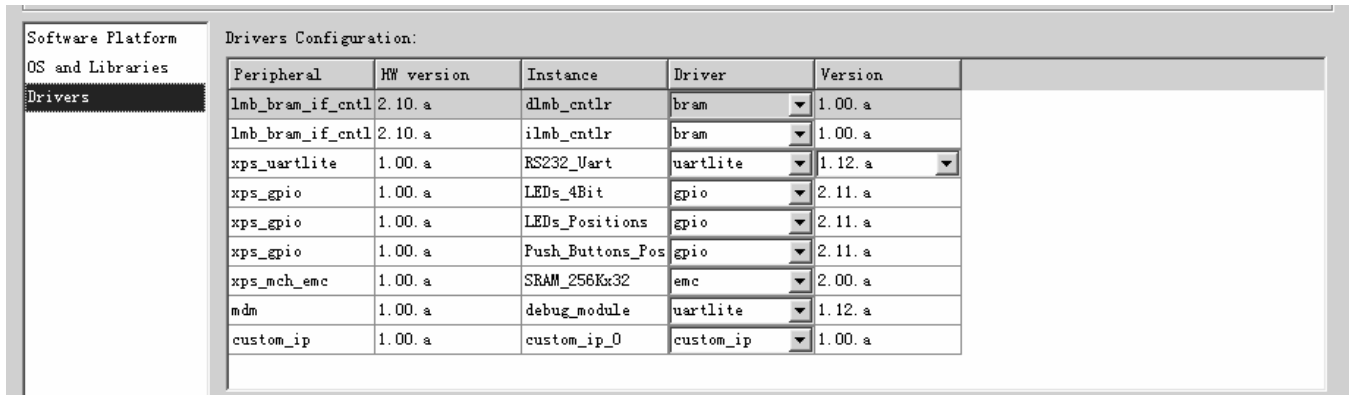 Software Platform
OS and Libraries
Drivers
Drivers Configuration:
Peripheral HW version Instance Driver Version
lmb_bram_if_cntl 2.10.a dlmb_cntlr bram 1.00.a
lmb_bram_if_cntl 2.10.a ilmb_cntlr bram 1.00.a
xps_uartlite 1.00.a RS232_Uart uartlite 1.12.a
xps_gpio 1.00.a LEDs_4Bit gpio 2.11.a
xps_gpio 1.00.a LEDs_Positions gpio 2.11.a
xps_gpio 1.00.a Push_Buttons_Pos gpio 2.11.a
xps_mch_emc 1.00.a SRAM_256Kx32 emc 2.00.a
mdm 1.00.a debug_module uartlite 1.12.a
custom_ip 1.00.a custom_ip_0 custom_ip 1.00.a